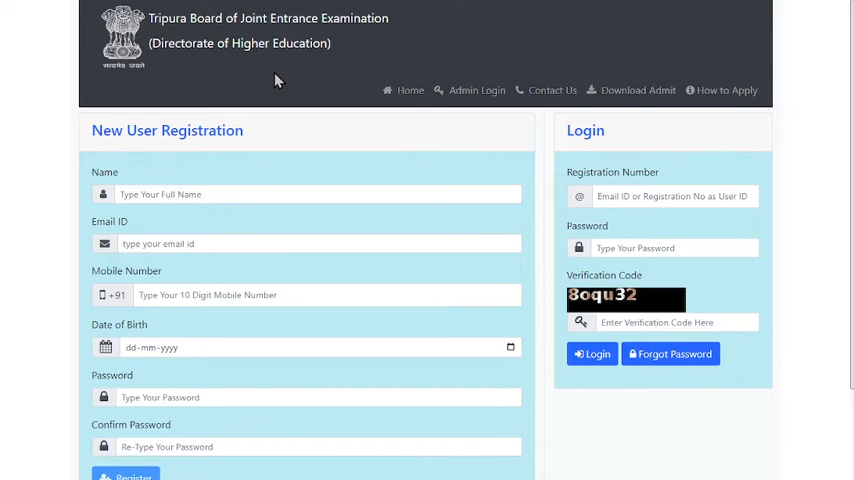 Tripura Board of Joint Entrance Examination
(Directorate of Higher Education)
सत्यमेव जयते
Home Admin Login Contact Us Download Admit How to Apply
New User Registration
Name
Type Your Full Name
Email ID
type your email id
Mobile Number
+91 Type Your 10 Digit Mobile Number
Date of Birth
dd-mm-yyyy
Password
Type Your Password
Confirm Password
Re-Type Your Password
Register
Login
Registration Number
@ Email ID or Registration No as User ID
Password
Type Your Password
Verification Code
8oqu32
Enter Verification Code Here
Login Forgot Password